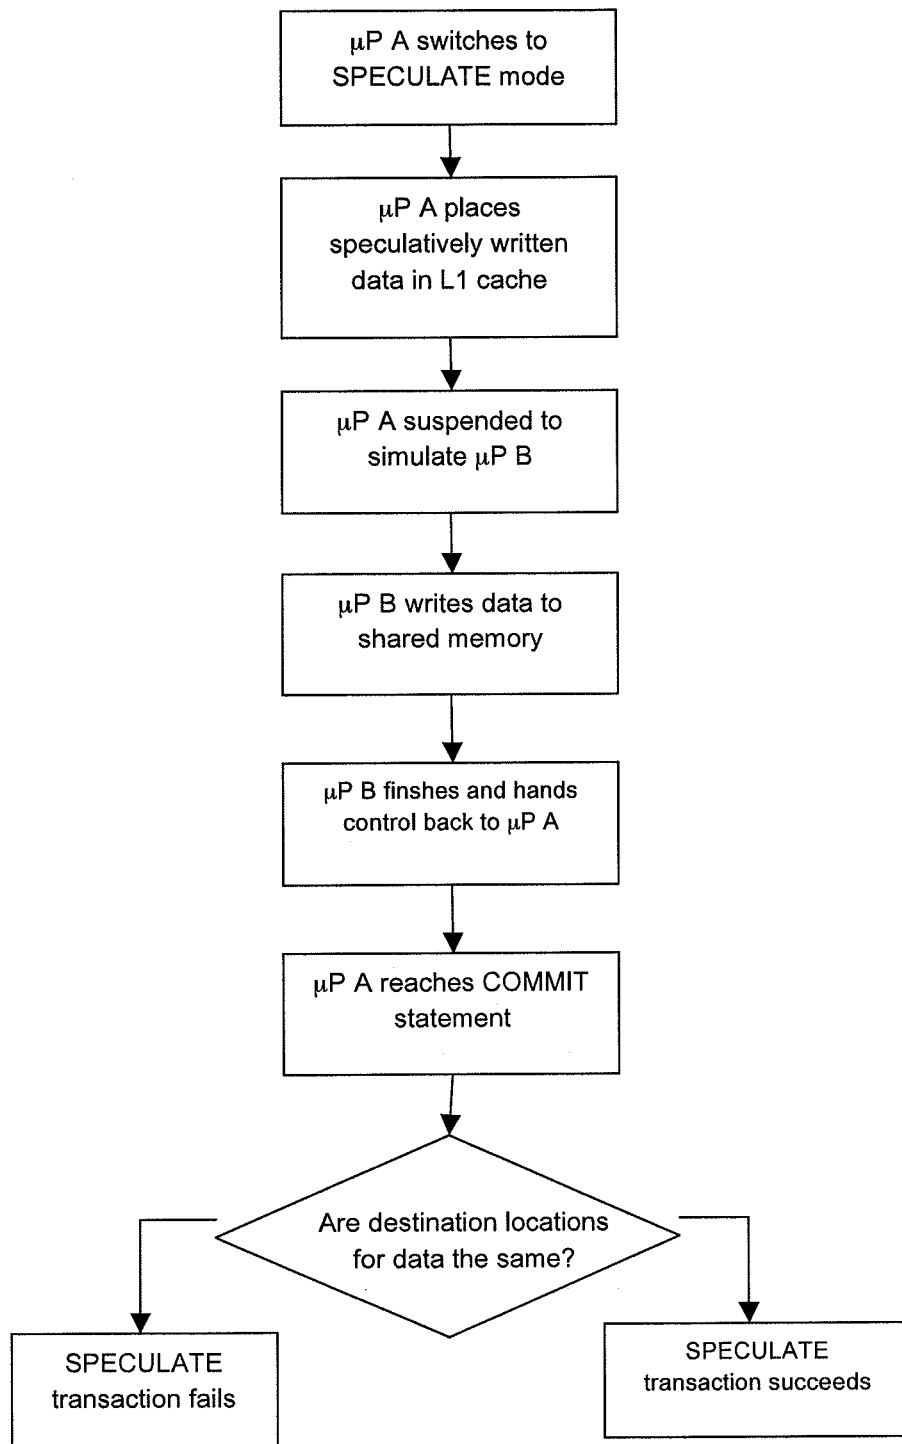 μP A switches to
SPECULATE mode
μP A places
speculatively written
data in L1 cache
μP A suspended to
simulate μP B
μP B writes data to
shared memory
μP B finshes and hands
control back to μP A
μP A reaches COMMIT
statement
Are destination locations
for data the same?
SPECULATE
transaction fails
SPECULATE
transaction succeeds